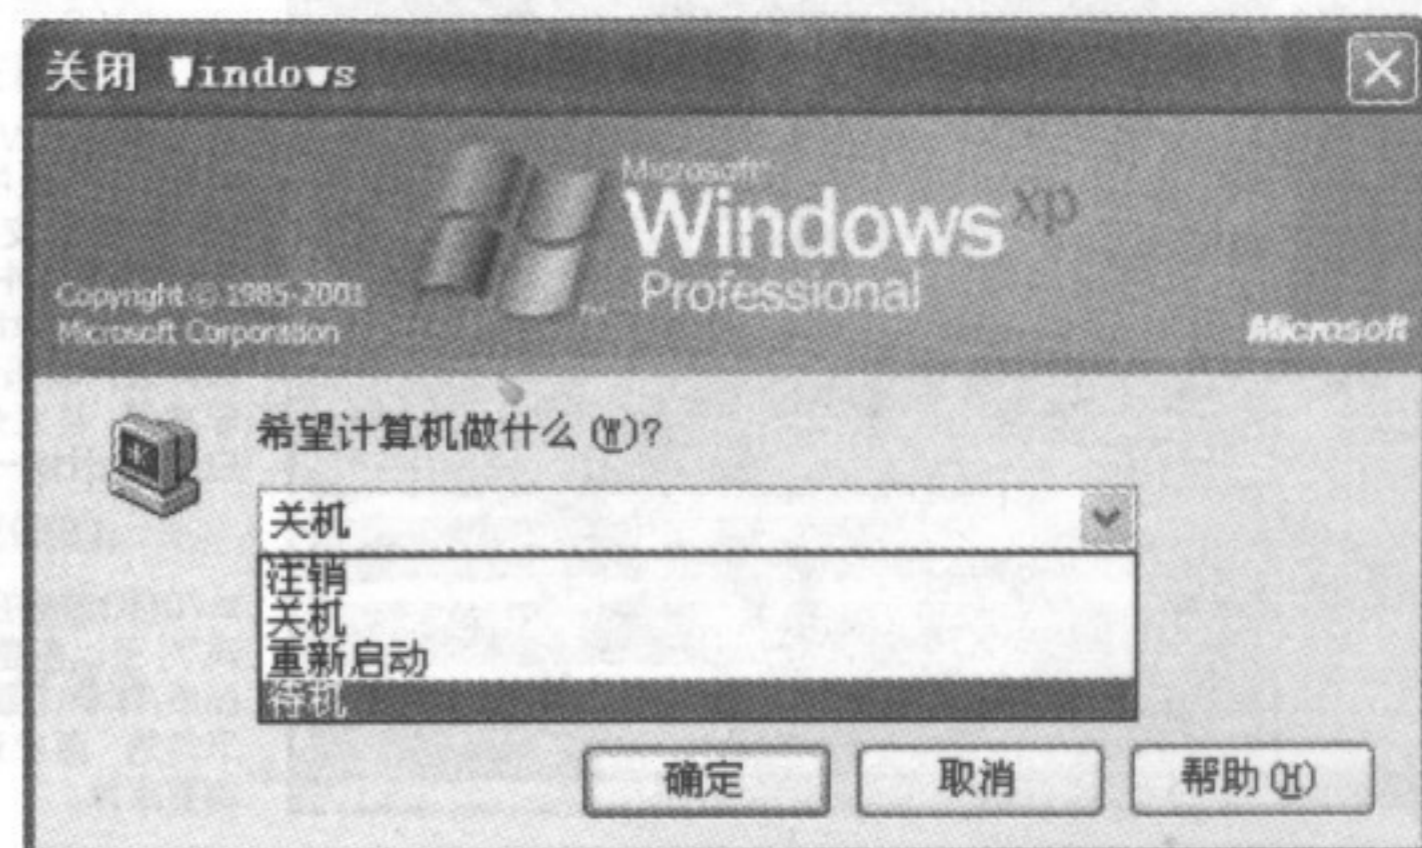 关闭 Windows
Microsoft
Windows xp
Professional
Copyright © 1985-2001
Microsoft Corporation
Microsoft
希望计算机做什么(W)?
关机
注销
关机
重新启动
待机
确定
取消
帮助(H)